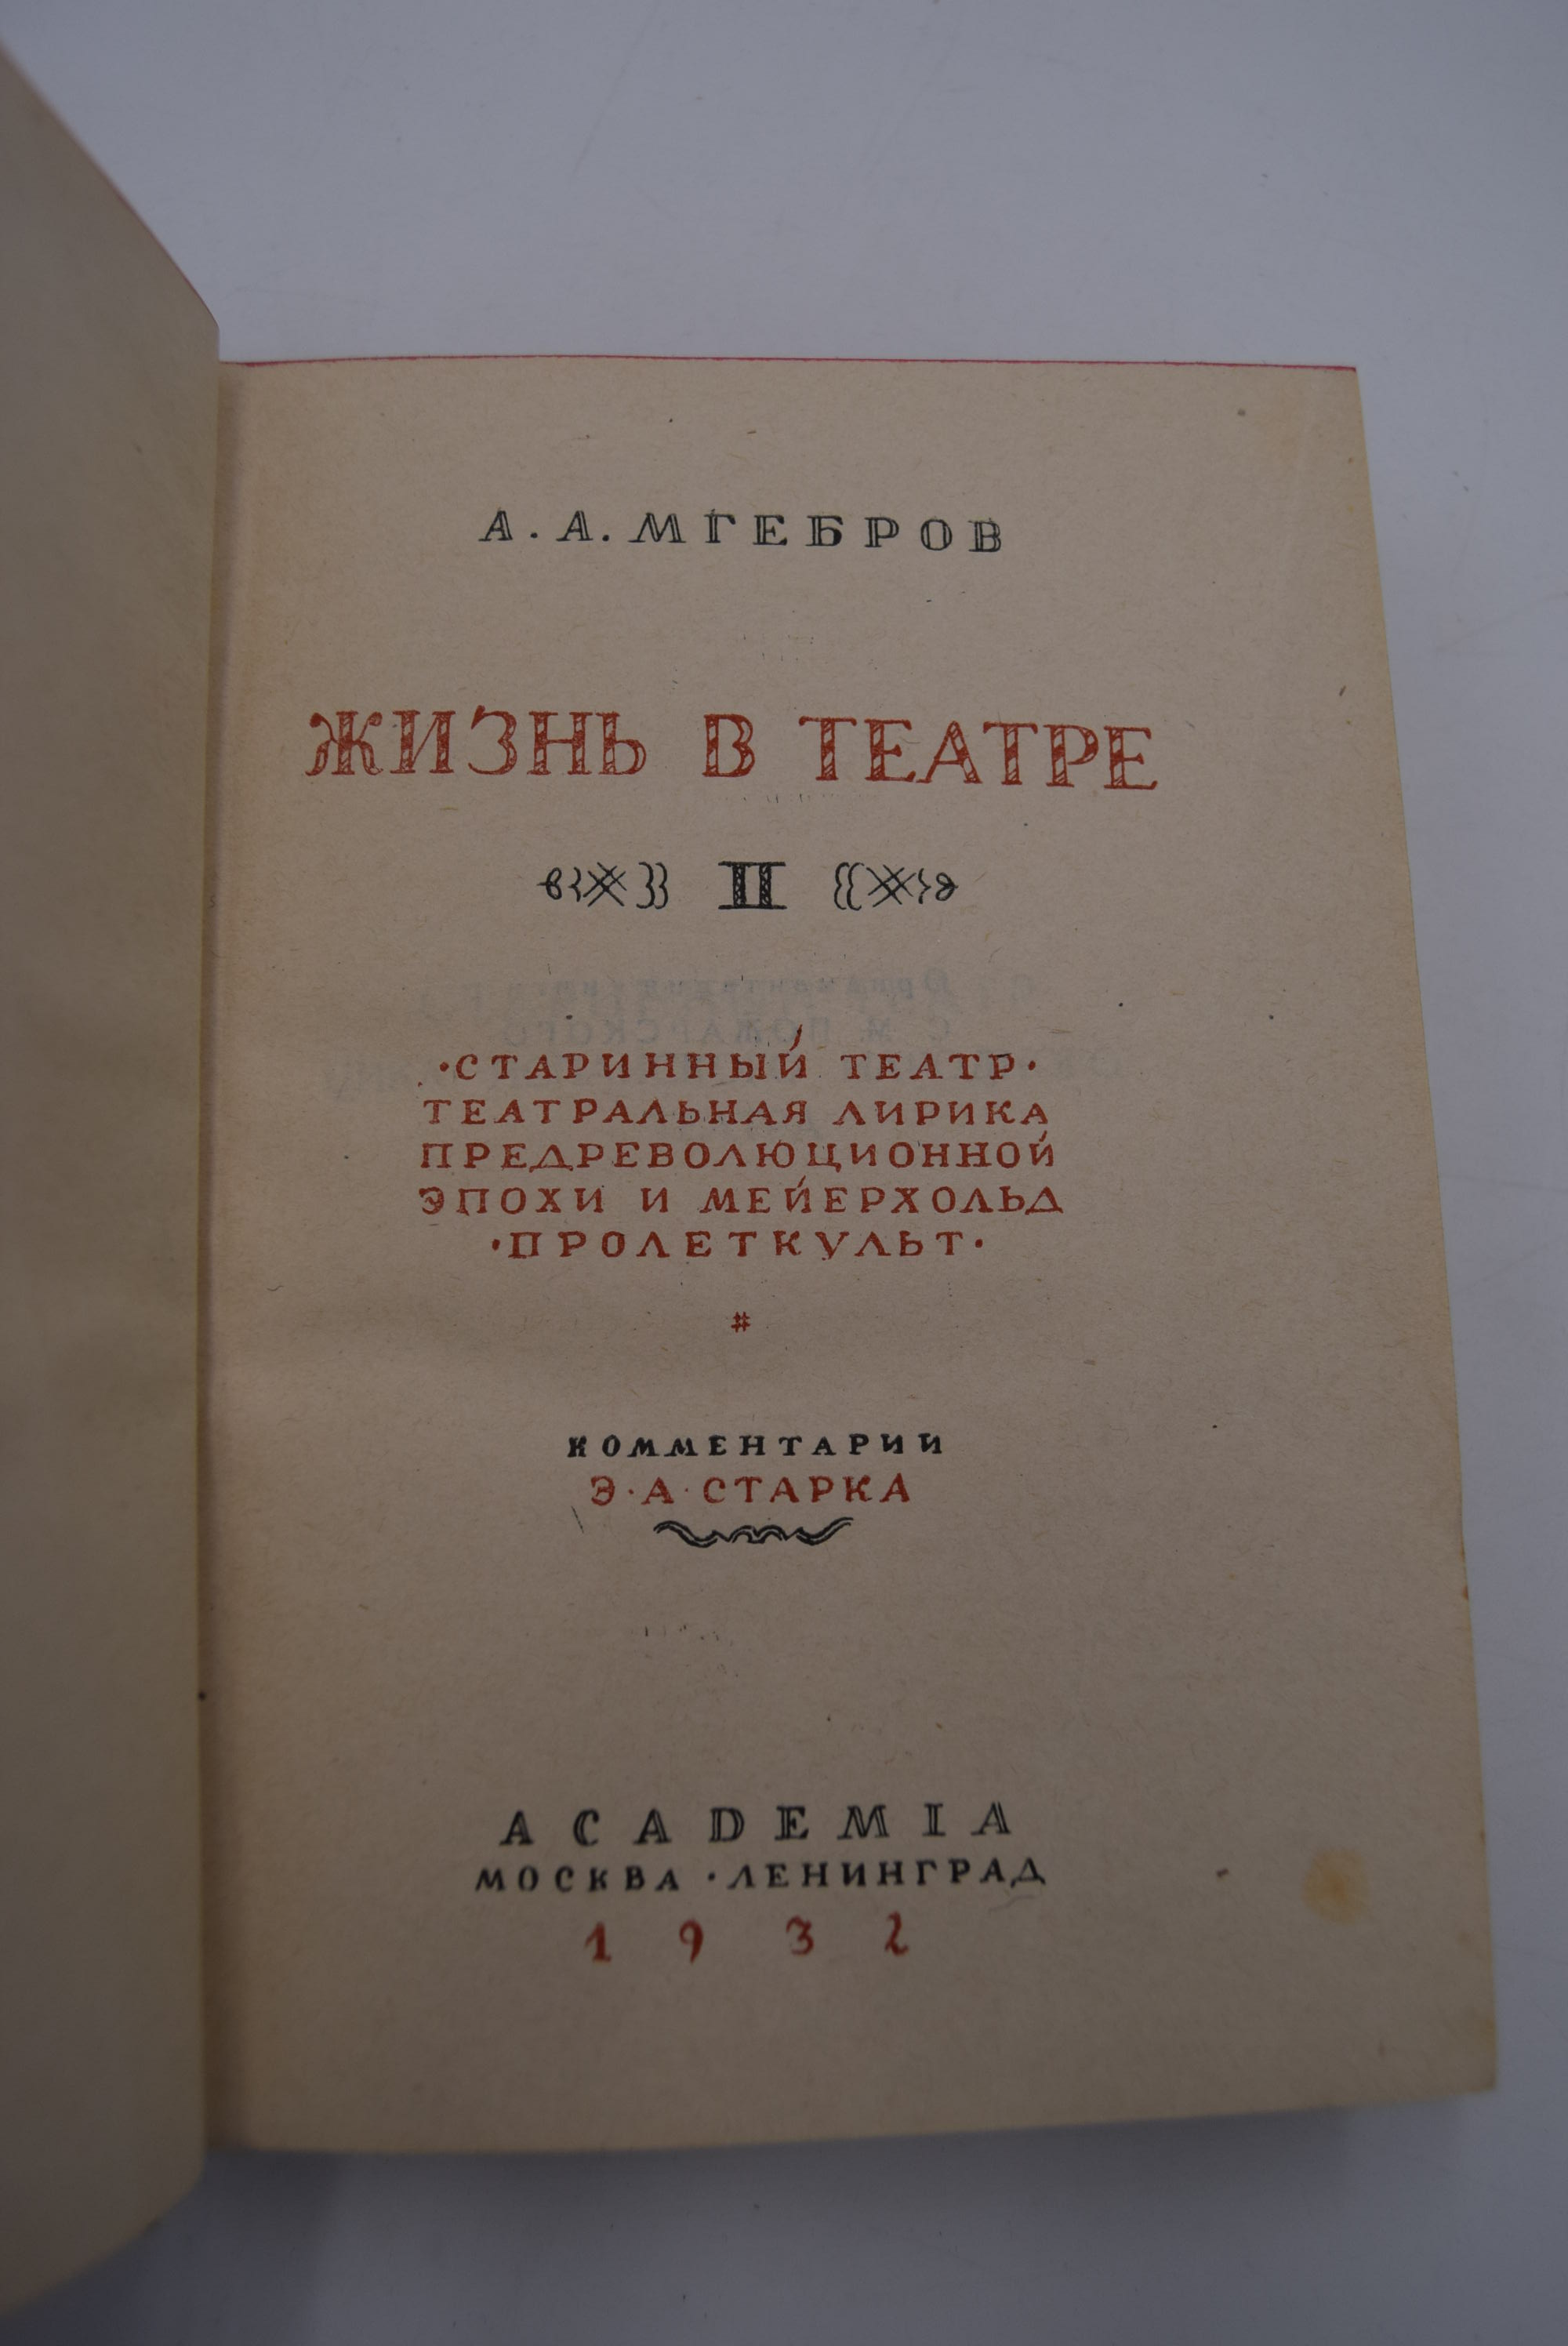 А. А. МГЕБРОВ
ЖИЗНЬ В ТЕАТРЕ
II
·СТАРИННЫЙ ТЕАТР·
ТЕАТРАЛЬНАЯ ЛИРИКА
ПРЕДРЕВОЛЮЦИОННОЙ
ЭПОХИ И МЕЙЕРХОЛЬД
·ПРОЛЕТКУЛЬТ·
КОММЕНТАРИИ
Э·А·СТАРКА
ACADEMIA
МОСКВА·ЛЕНИНГРАД
1932